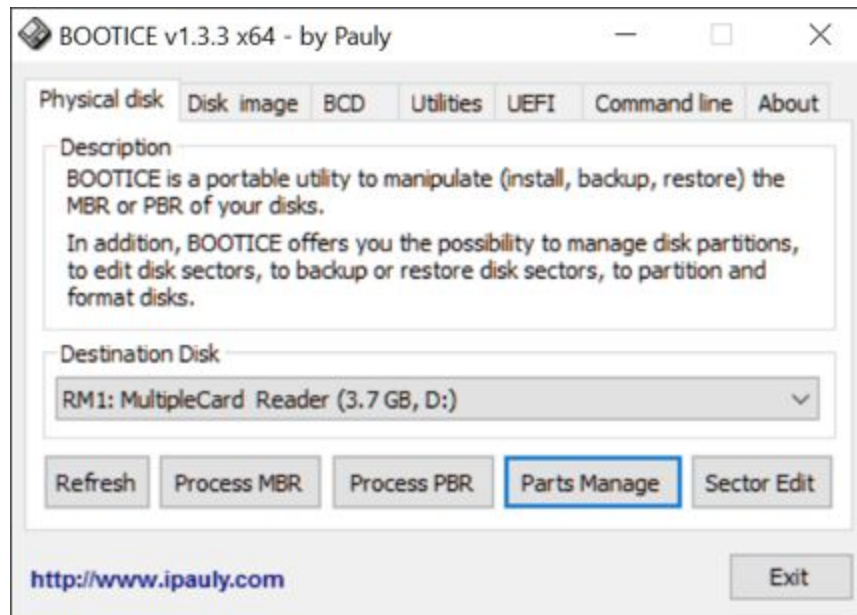 BOOTICE v1.3.3 x64 - by Pauly
Physical disk Disk image BCD Utilities UEFI Command line About
Description
BOOTICE is a portable utility to manipulate (install, backup, restore) the
MBR or PBR of your disks.
In addition, BOOTICE offers you the possibility to manage disk partitions,
to edit disk sectors, to backup or restore disk sectors, to partition and
format disks.
Destination Disk
RM1: MultipleCard Reader (3.7 GB, D:)
Refresh Process MBR Process PBR Parts Manage Sector Edit
http://www.ipauly.com Exit